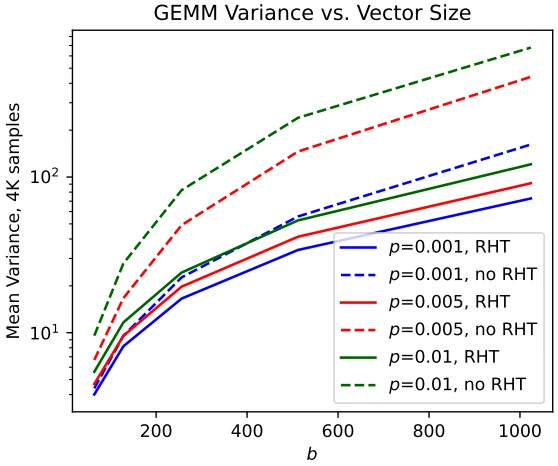 GEMM Variance vs. Vector Size
Mean Variance, 4K samples
10²
10¹
p=0.001, RHT
p=0.001, no RHT
p=0.005, RHT
p=0.005, no RHT
p=0.01, RHT
p=0.01, no RHT
200 400 600 800 1000
b